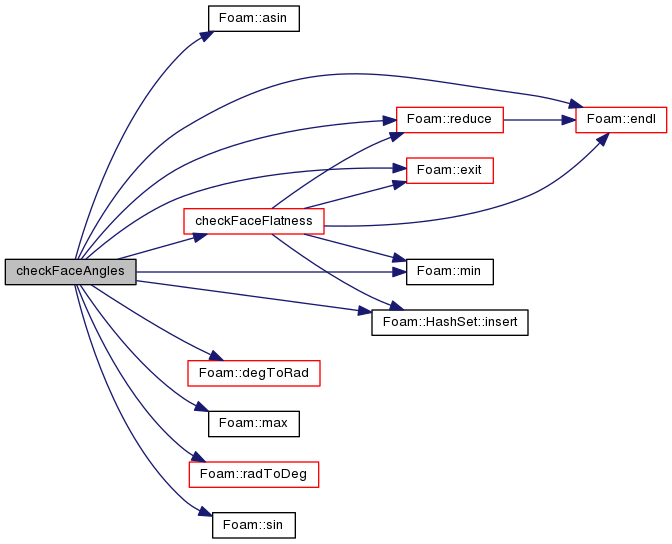 Foam::asin
Foam::reduce
Foam::endl
Foam::exit
checkFaceFlatness
checkFaceAngles
Foam::min
Foam::HashSet::insert
Foam::degToRad
Foam::max
Foam::radToDeg
Foam::sin